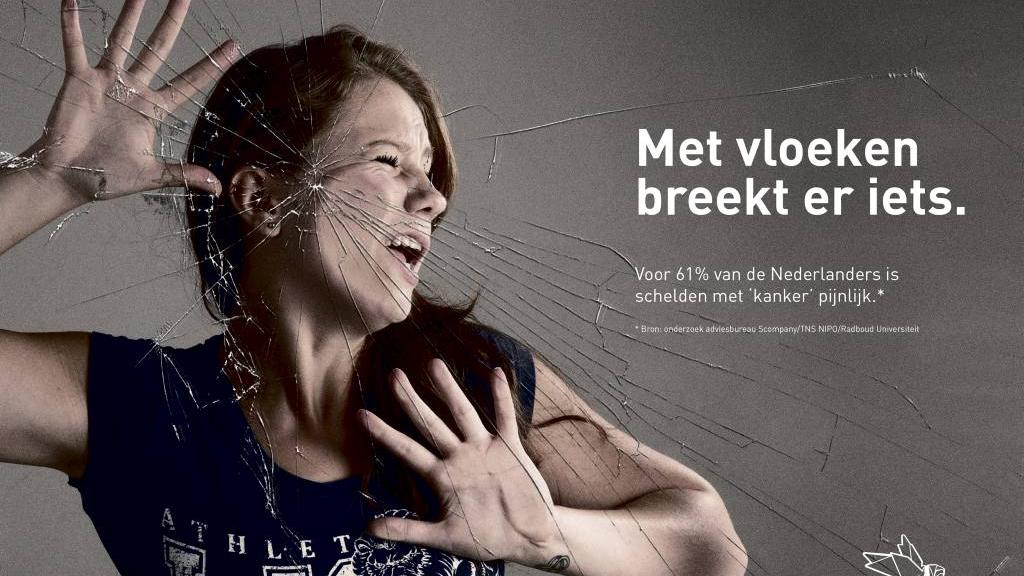 Met vloeken
breekt er iets.
Voor 61% van de Nederlanders is
schelden met 'kanker' pijnlijk.*
* Bron: onderzoek adviesbureau Scompany/TNS NIPO/Radboud Universiteit
ATHLET